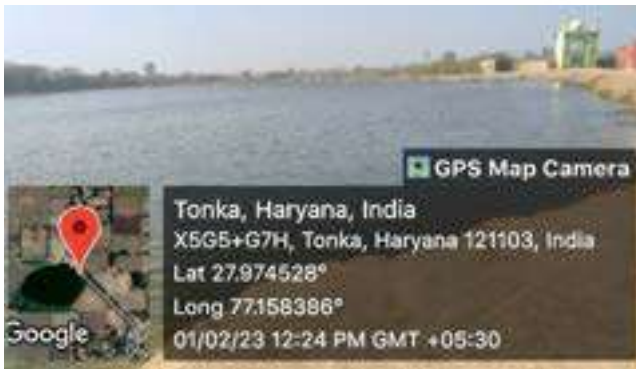 GPS Map Camera
Tonka, Haryana, India
X5G5+G7H, Tonka, Haryana 121103, India
Lat 27.974528°
Long 77.158386°
01/02/23 12:24 PM GMT +05:30
Google